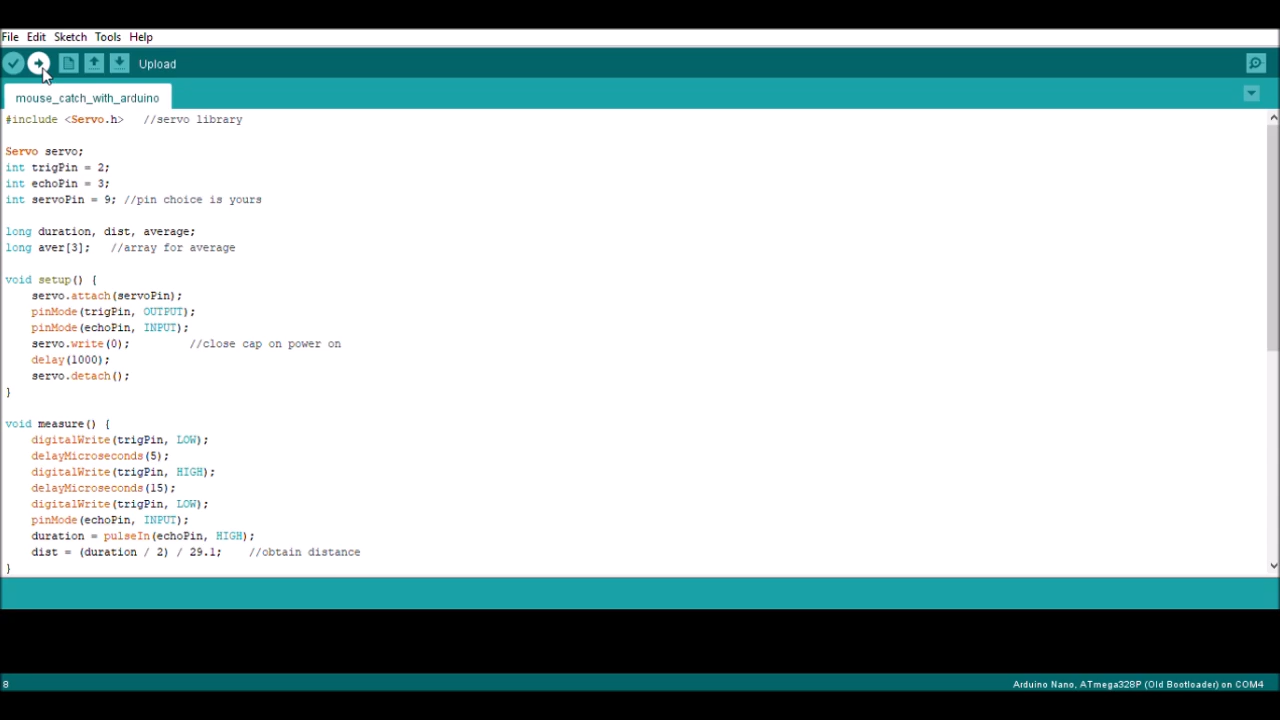 File Edit Sketch Tools Help
Upload
mouse_catch_with_arduino
#include <Servo.h>   //servo library
Servo servo;
int trigPin = 2;
int echoPin = 3;
int servoPin = 9; //pin choice is yours
long duration, dist, average;
long aver[3];   //array for average
void setup() {
    servo.attach(servoPin);
    pinMode(trigPin, OUTPUT);
    pinMode(echoPin, INPUT);
    servo.write(0);         //close cap on power on
    delay(1000);
    servo.detach();
}
void measure() {
    digitalWrite(trigPin, LOW);
    delayMicroseconds(5);
    digitalWrite(trigPin, HIGH);
    delayMicroseconds(15);
    digitalWrite(trigPin, LOW);
    pinMode(echoPin, INPUT);
    duration = pulseIn(echoPin, HIGH);
    dist = (duration / 2) / 29.1;    //obtain distance
}
8 Arduino Nano, ATmega328P (Old Bootloader) on COM4